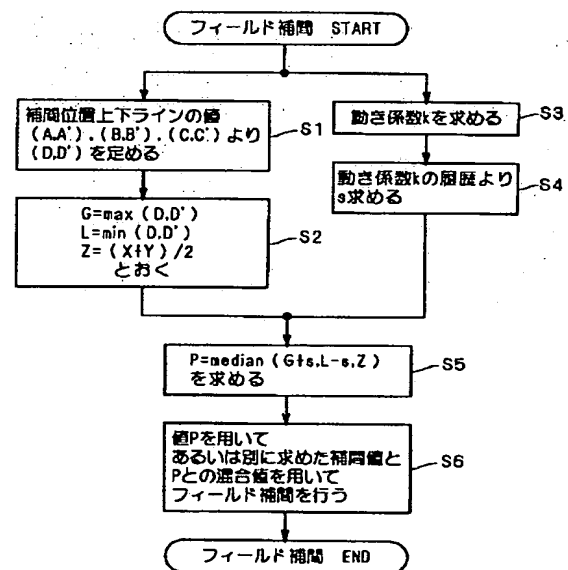 フィールド補間 START
補間位置上下ラインの値
(A.A').(B.B').(C.C')より
(D.D')を定める
S1
動き係数kを求める
S3
動き係数kの履歴より
s求める
S4
G=max(D.D')
L=min(D.D')
Z=(X+Y)/2
とおく
S2
P=median(G+s.L-s.Z)
を求める
S5
値Pを用いて
あるいは別に求めた補間値と
Pとの混合値を用いて
フィールド補間を行う
S6
フィールド補間 END